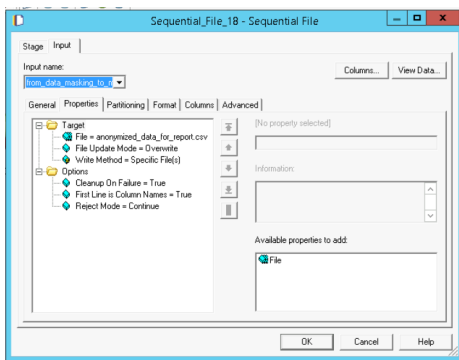 Sequential_File_18 - Sequential File
Stage Input
Input name:
from_data_masking_to_n
Columns... View Data...
General Properties Partitioning Format Columns Advanced
Target
File = anonymized_data_for_report.csv
File Update Mode = Overwrite
Write Method = Specific File(s)
Options
Cleanup On Failure = True
First Line is Column Names = True
Reject Mode = Continue
[No property selected]
Information:
Available properties to add:
File
OK Cancel Help